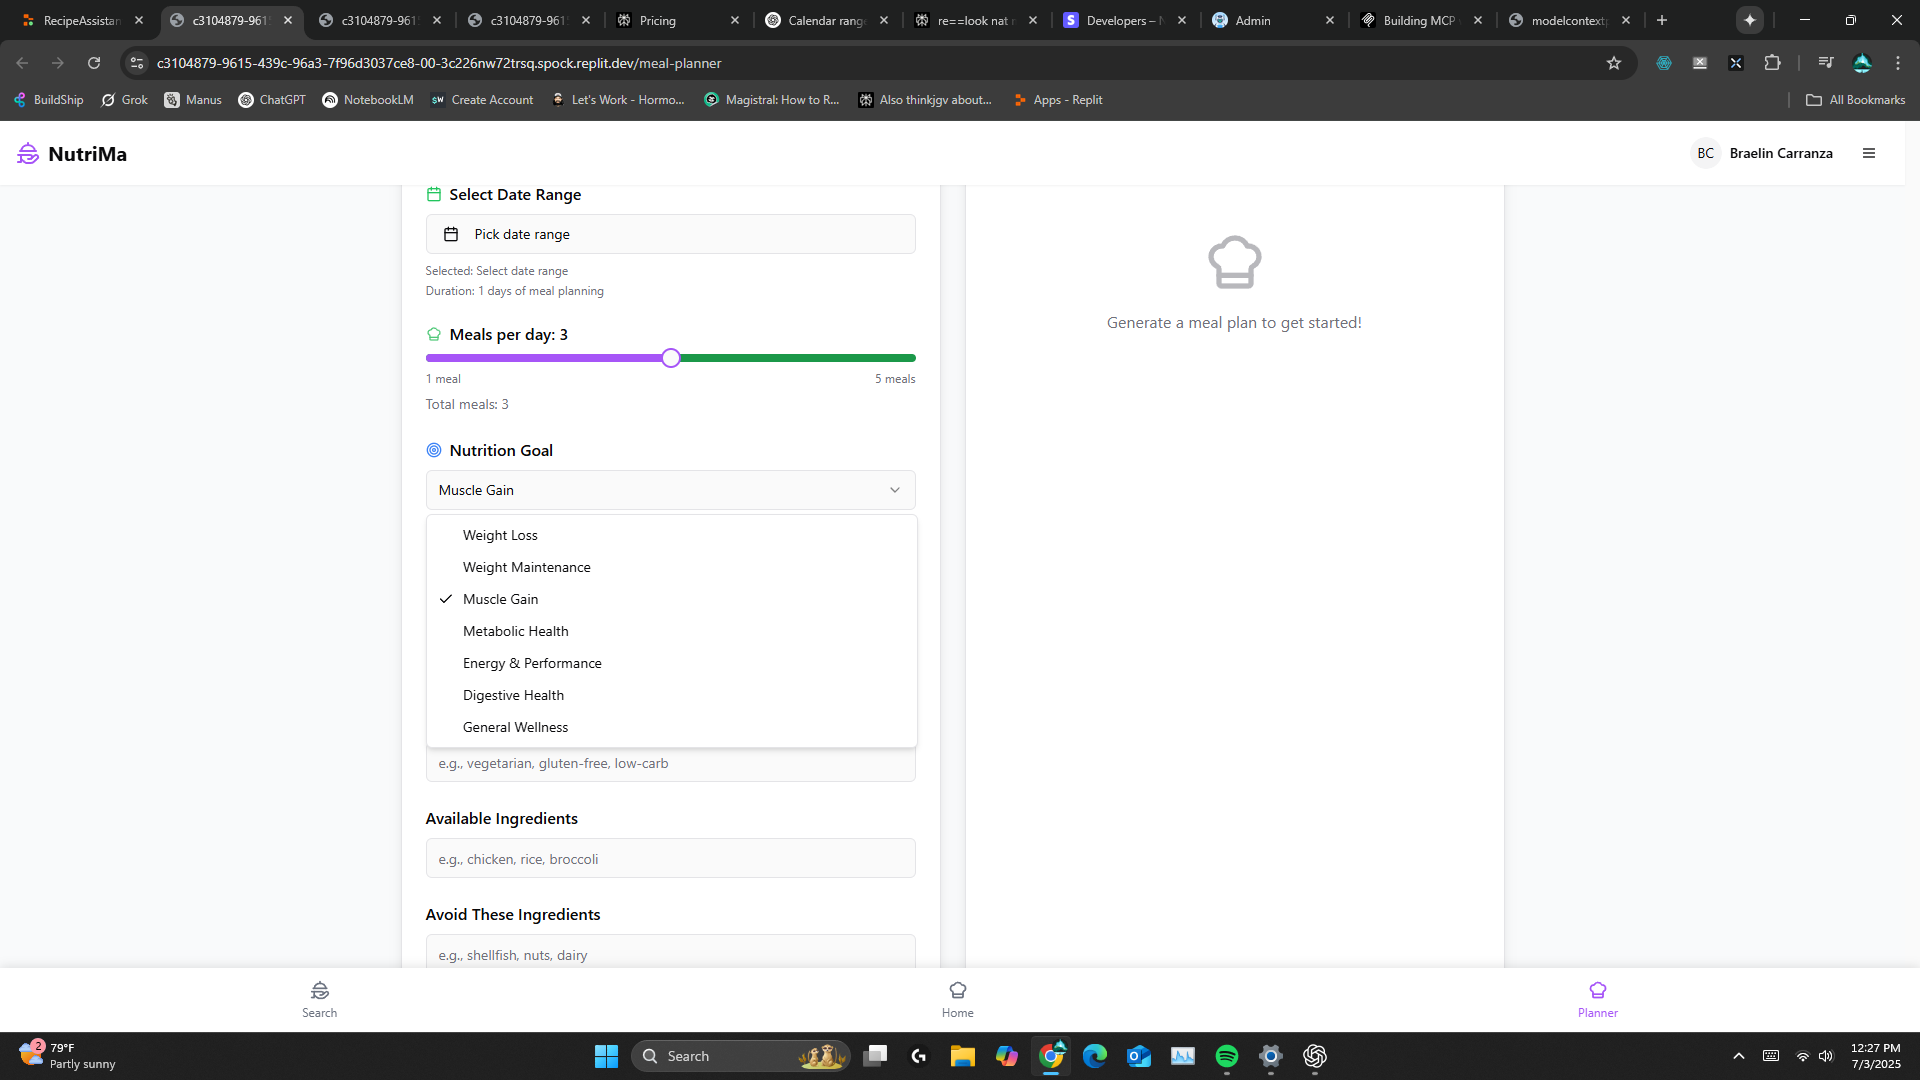 RecipeAssistan
c3104879-961
c3104879-961
c3104879-961
Pricing
Calendar rang
re==look nat
Developers –
Admin
Building MCP
modelcontext
c3104879-9615-439c-96a3-7f96d3037ce8-00-3c226nw72trsq.spock.replit.dev/meal-planner
BuildShip
Grok
Manus
ChatGPT
NotebookLM
Create Account
Let's Work - Hormo...
Magistral: How to R...
Also thinkjgv about...
Apps - Replit
All Bookmarks
NutriMa
BC
Braelin Carranza
Select Date Range
Pick date range
Selected: Select date range
Duration: 1 days of meal planning
Meals per day: 3
1 meal
5 meals
Total meals: 3
Nutrition Goal
Muscle Gain
Weight Loss
Weight Maintenance
Muscle Gain
Metabolic Health
Energy & Performance
Digestive Health
General Wellness
e.g., vegetarian, gluten-free, low-carb
Available Ingredients
e.g., chicken, rice, broccoli
Avoid These Ingredients
e.g., shellfish, nuts, dairy
Generate a meal plan to get started!
Search
Home
Planner
2
79°F
Partly sunny
Search
12:27 PM
7/3/2025